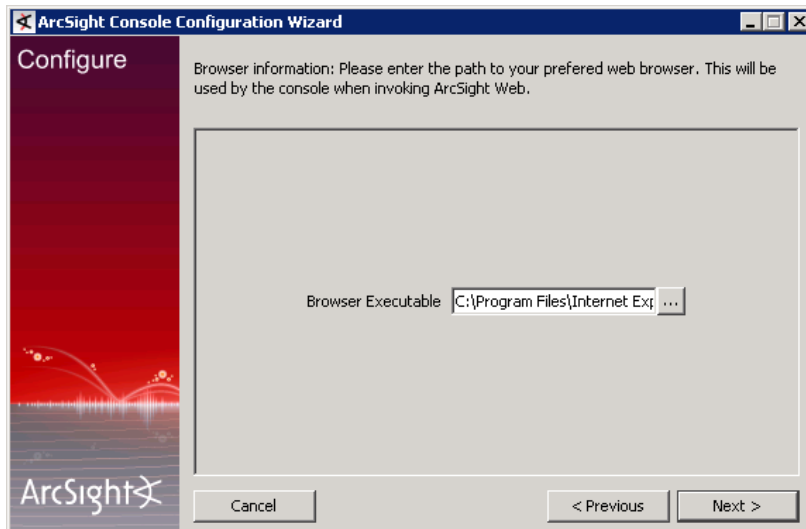 ArcSight Console Configuration Wizard
Configure
Browser information: Please enter the path to your prefered web browser. This will be
used by the console when invoking ArcSight Web.
Browser Executable C:\Program Files\Internet Exp ...
ArcSight
Cancel < Previous Next >